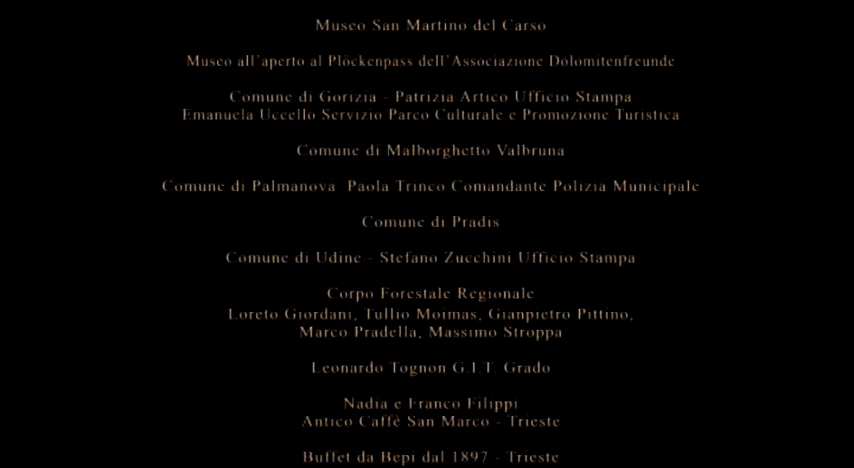 Museo San Martino del Carso
Museo all'aperto al Plöckenpass dell'Associazione Dolomitenfreunde
Comune di Gorizia - Patrizia Artico Ufficio Stampa
Emanuela Uccello Servizio Parco Culturale e Promozione Turistica
Comune di Malborghetto Valbruna
Comune di Palmanova Paola Trinco Comandante Polizia Municipale
Comune di Pradis
Comune di Udine - Stefano Zucchini Ufficio Stampa
Corpo Forestale Regionale
Loreto Giordani, Tullio Moimas, Gianpietro Pittino,
Marco Pradella, Massimo Stroppa
Leonardo Tognon G.I.T. Grado
Nadia e Franco Filippi
Antico Caffè San Marco - Trieste
Buffet da Bepi dal 1897 - Trieste